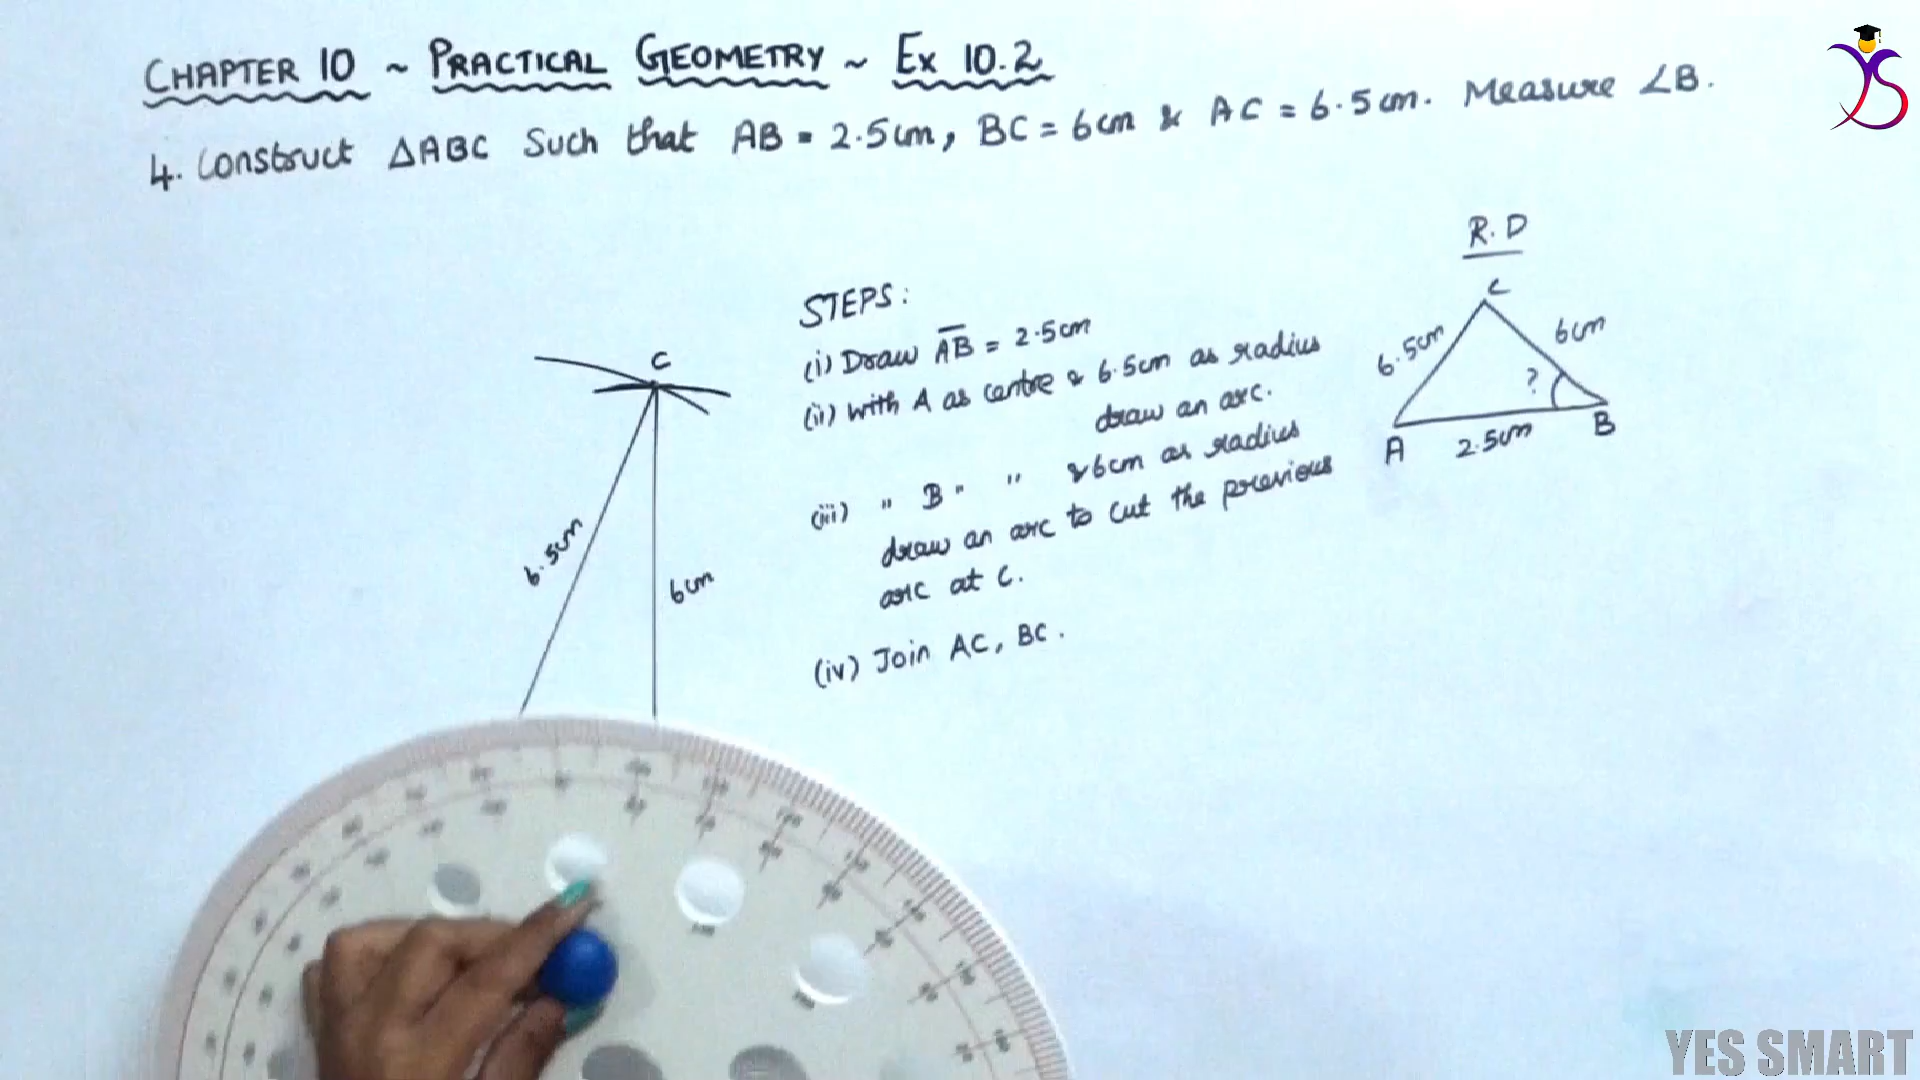 CHAPTER 10 ~ PRACTICAL GEOMETRY ~ Ex 10.2
4. Construct ΔABC Such that AB = 2.5cm, BC = 6cm & AC = 6.5cm. Measure ∠B.
R.D
C
6.5cm
6cm
?
A
2.5cm
B
STEPS:
(i) Draw A̅B̅ = 2.5cm
(ii) with A as centre & 6.5cm as radius
draw an arc.
(iii) " B " " & 6cm as radius
draw an arc to cut the previous
arc at C.
(iv) Join AC, BC.
C
6.5cm
6cm
YES SMART